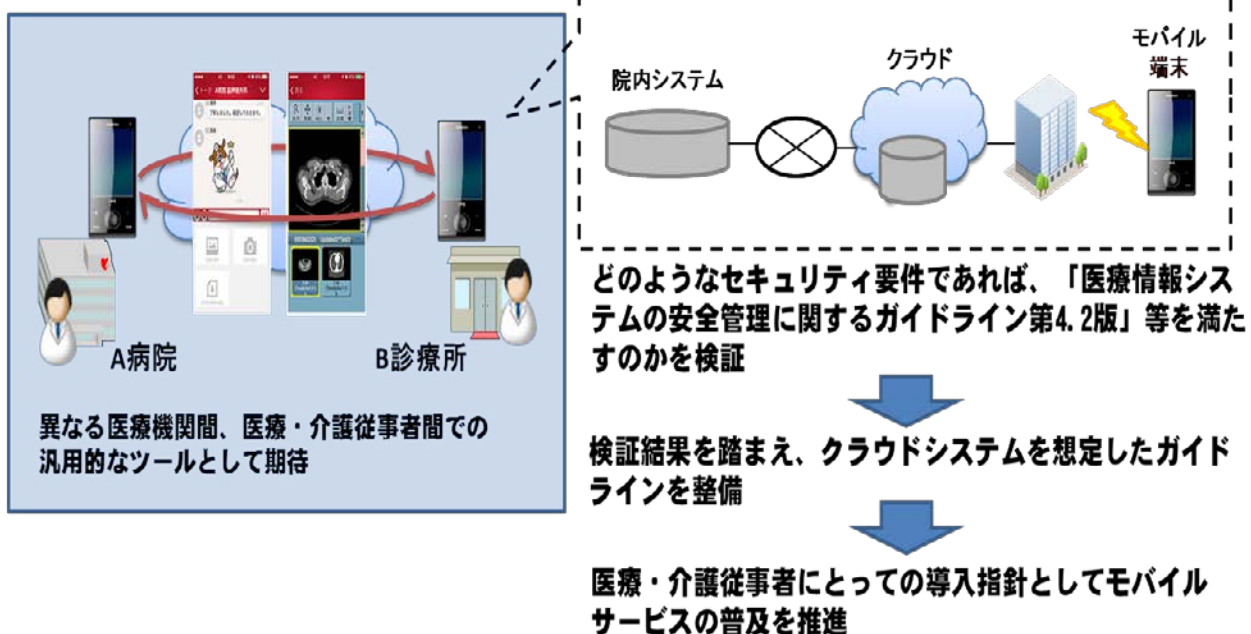 A病院
B診療所
異なる医療機関間、医療・介護従事者間での
汎用的なツールとして期待
院内システム
クラウド
モバイル
端末
どのようなセキュリティ要件であれば、「医療情報シス
テムの安全管理に関するガイドライン第4.2版」等を満た
すのかを検証
検証結果を踏まえ、クラウドシステムを想定したガイド
ラインを整備
医療・介護従事者にとっての導入指針としてモバイル
サービスの普及を推進